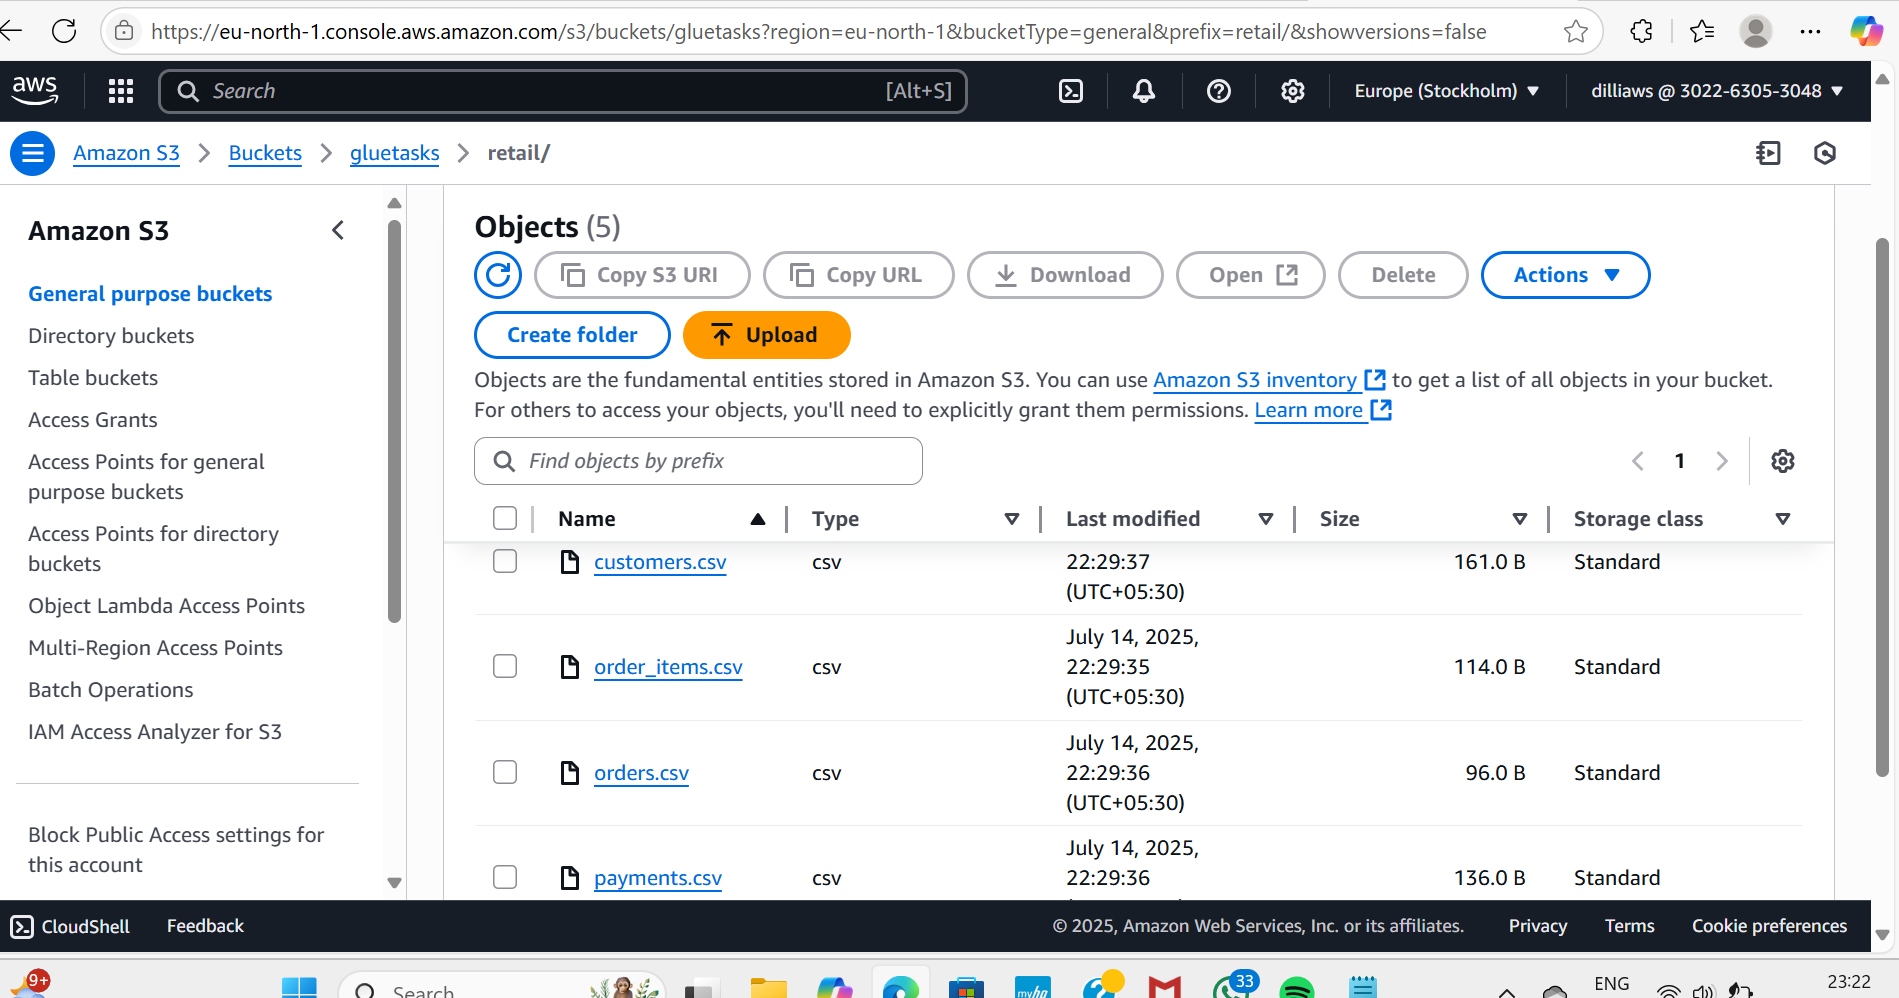 https://eu-north-1.console.aws.amazon.com/s3/buckets/gluetasks?region=eu-north-1&bucketType=general&prefix=retail/&showversions=false
aws
Search
[Alt+S]
Europe (Stockholm)
dilliaws @ 3022-6305-3048
Amazon S3
Buckets
gluetasks
retail/
Amazon S3
General purpose buckets
Directory buckets
Table buckets
Access Grants
Access Points for general
purpose buckets
Access Points for directory
buckets
Object Lambda Access Points
Multi-Region Access Points
Batch Operations
IAM Access Analyzer for S3
Block Public Access settings for
this account
Objects (5)
Copy S3 URI
Copy URL
Download
Open
Delete
Actions
Create folder
Upload
Objects are the fundamental entities stored in Amazon S3. You can use Amazon S3 inventory to get a list of all objects in your bucket.
For others to access your objects, you'll need to explicitly grant them permissions. Learn more
Find objects by prefix
1
Name Type Last modified Size Storage class
customers.csv csv 22:29:37 161.0 B Standard
(UTC+05:30)
July 14, 2025,
order_items.csv csv 22:29:35 114.0 B Standard
(UTC+05:30)
July 14, 2025,
orders.csv csv 22:29:36 96.0 B Standard
(UTC+05:30)
July 14, 2025,
payments.csv csv 22:29:36 136.0 B Standard
CloudShell
Feedback
© 2025, Amazon Web Services, Inc. or its affiliates.
Privacy
Terms
Cookie preferences
9+
Search
myhp
33
ENG
23:22